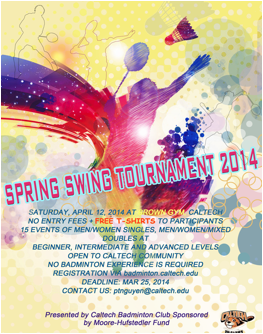 SPRING SWING TOURNAMENT 2014
SATURDAY, APRIL 12, 2014 AT BROWN GYM, CALTECH
NO ENTRY FEES + FREE T-SHIRTS TO PARTICIPANTS
15 EVENTS OF MEN/WOMEN SINGLES, MEN/WOMEN/MIXED
DOUBLES AT
BEGINNER, INTERMEDIATE AND ADVANCED LEVELS
OPEN TO CALTECH COMMUNITY
NO BADMINTON EXPERIENCE IS REQUIRED
REGISTRATION VIA badminton.caltech.edu
DEADLINE: MAR 25, 2014
CONTACT US: ptnguyen@caltech.edu
Presented by Caltech Badminton Club Sponsored
by Moore-Hufstedler Fund